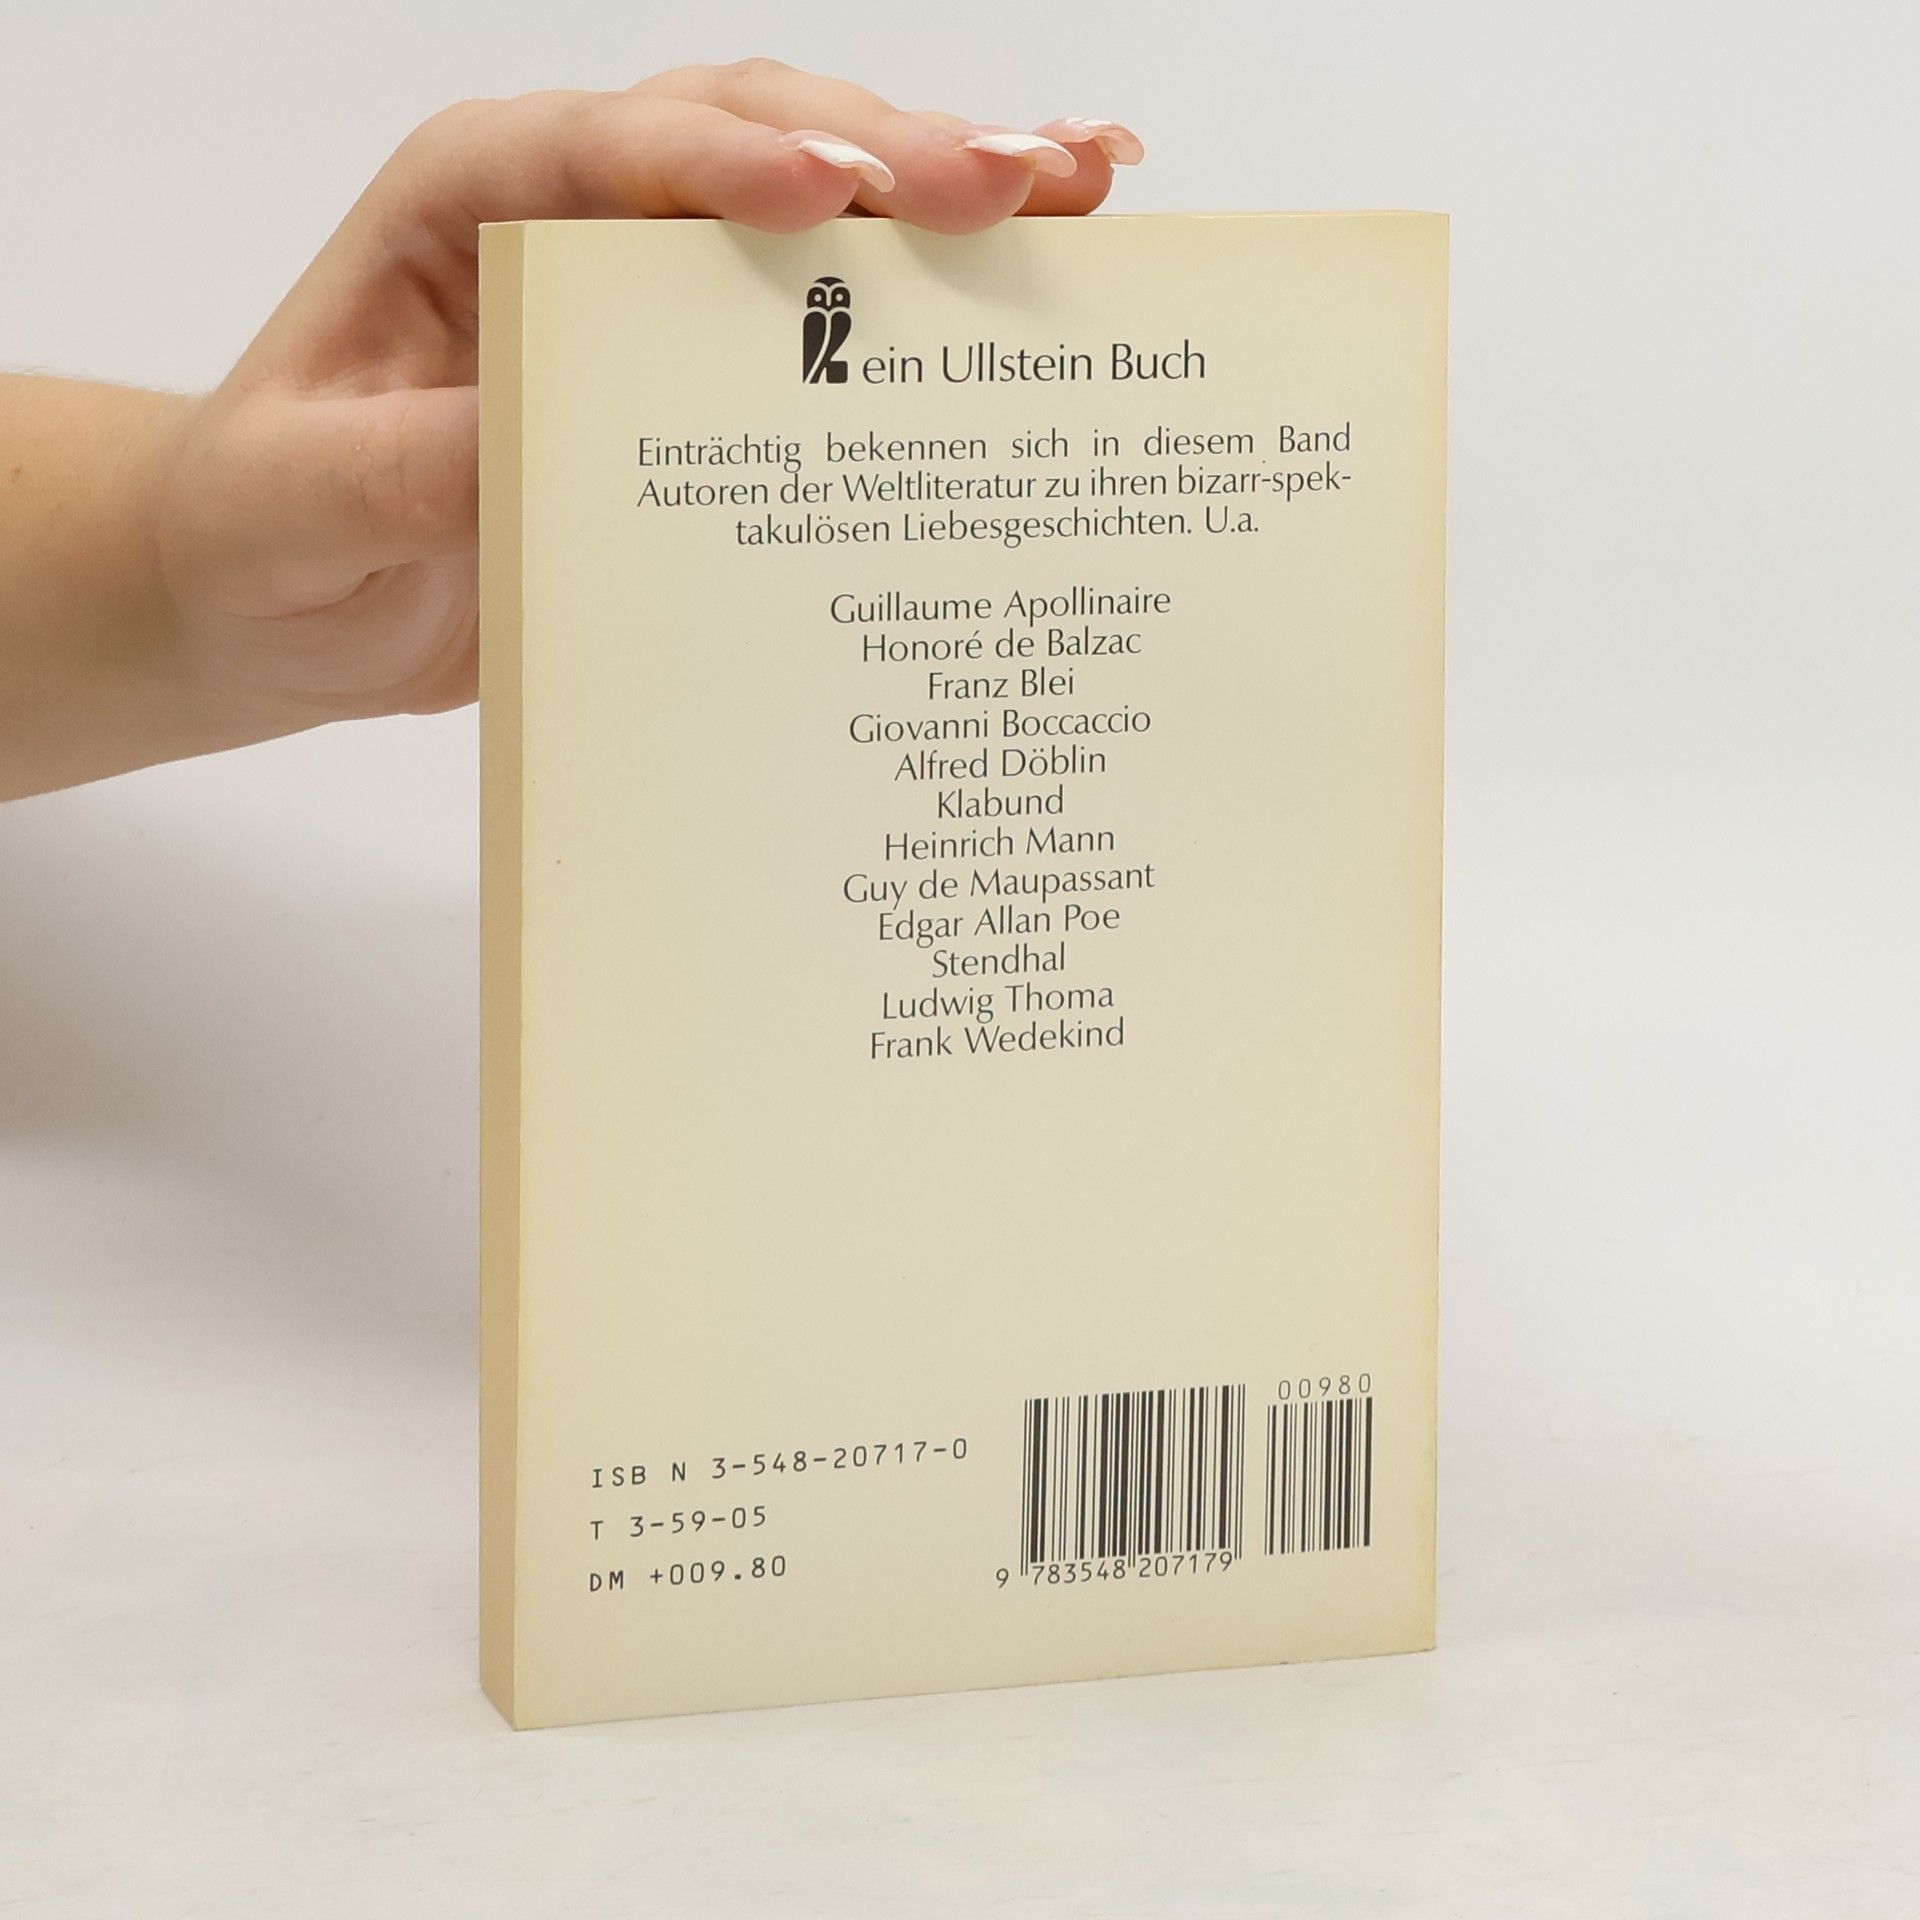 ein Ullstein Buch
Einträchtig bekennen sich in diesem Band
Autoren der Weltliteratur zu ihren bizarr-spek-
takulösen Liebesgeschichten. U.a.
Guillaume Apollinaire
Honoré de Balzac
Franz Blei
Giovanni Boccaccio
Alfred Döblin
Klabund
Heinrich Mann
Guy de Maupassant
Edgar Allan Poe
Stendhal
Ludwig Thoma
Frank Wedekind
ISB N 3-548-20717-0
T 3-59-05
DM +009.80
00980
9 783548 207179